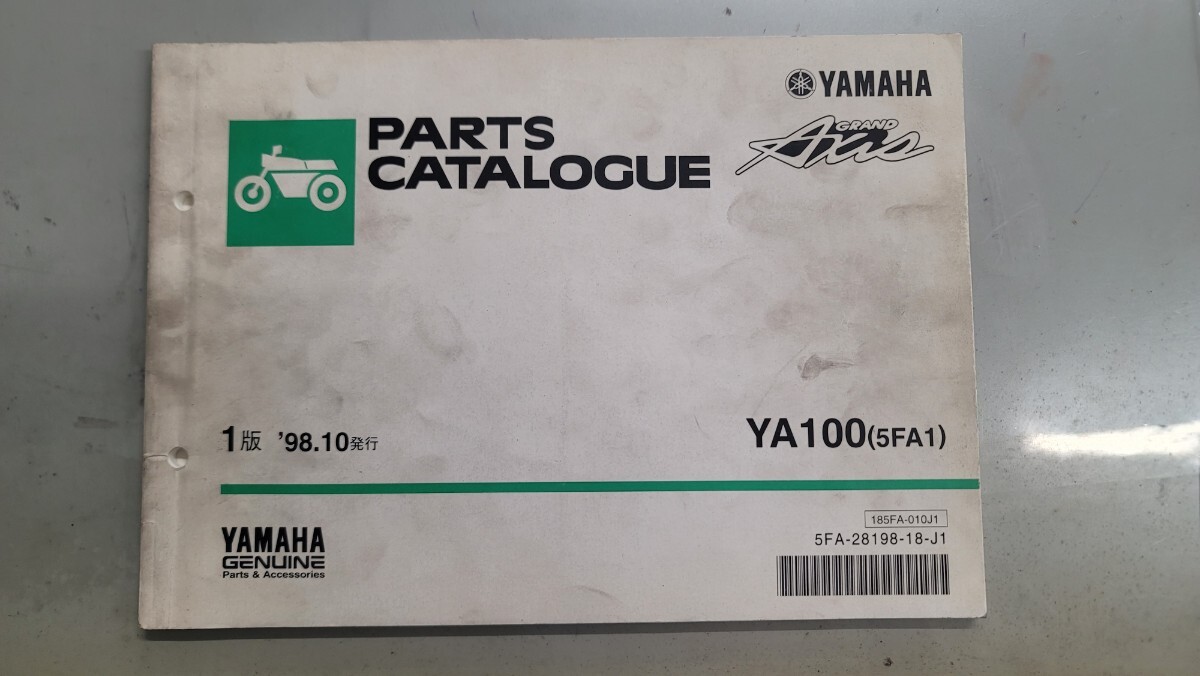 YAMAHA
GRAND
Axis
PARTS
CATALOGUE
1版 '98.10発行
YA100(5FA1)
185FA-010J1
5FA-28198-18-J1
YAMAHA
GENUINE
Parts & Accessories